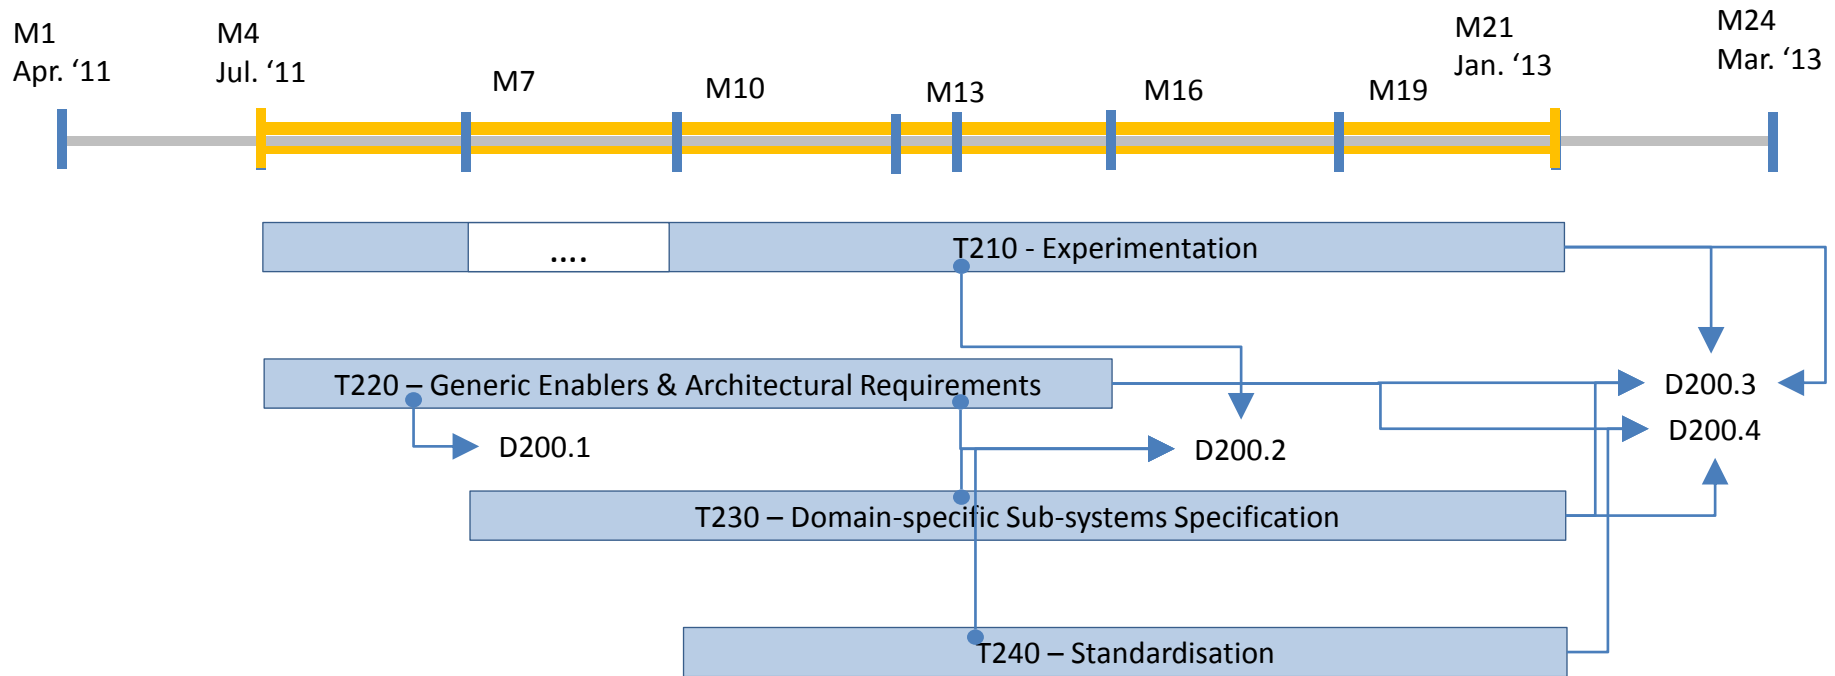 M1
Apr. ‘11
M4
Jul. ‘11
M7
M10
M13
M16
M19
M21
Jan. ‘13
M24
Mar. ‘13
....
T210 - Experimentation
T220 – Generic Enablers & Architectural Requirements
D200.3
D200.4
D200.1
D200.2
T230 – Domain-specific Sub-systems Specification
T240 – Standardisation